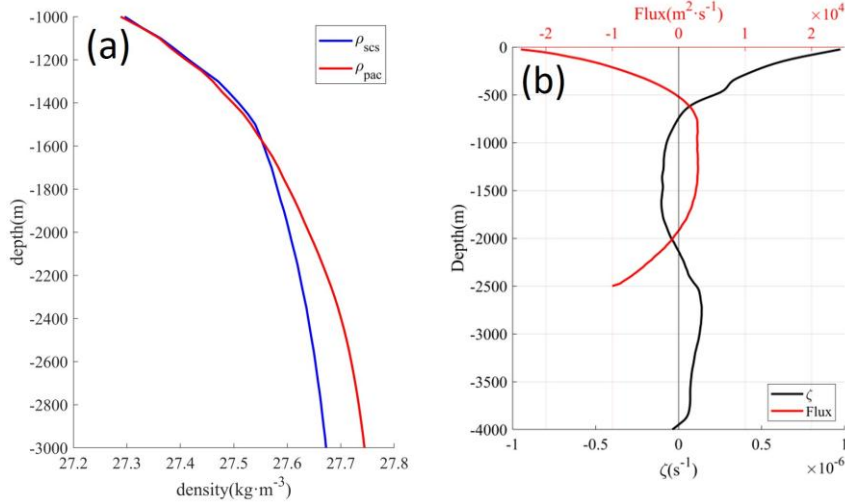 (a)
ρscs
ρpac
-1000
-1200
-1400
-1600
-1800
-2000
-2200
-2400
-2600
-2800
-3000
depth(m)
27.2 27.3 27.4 27.5 27.6 27.7 27.8
density(kg·m⁻³)
Flux(m²·s⁻¹) ×10⁴
-2 -1 0 1 2
(b)
0
-500
-1000
-1500
-2000
-2500
-3000
-3500
-4000
Depth(m)
ζ
Flux
-1 -0.5 0 0.5 1
ζ(s⁻¹) ×10⁻⁶